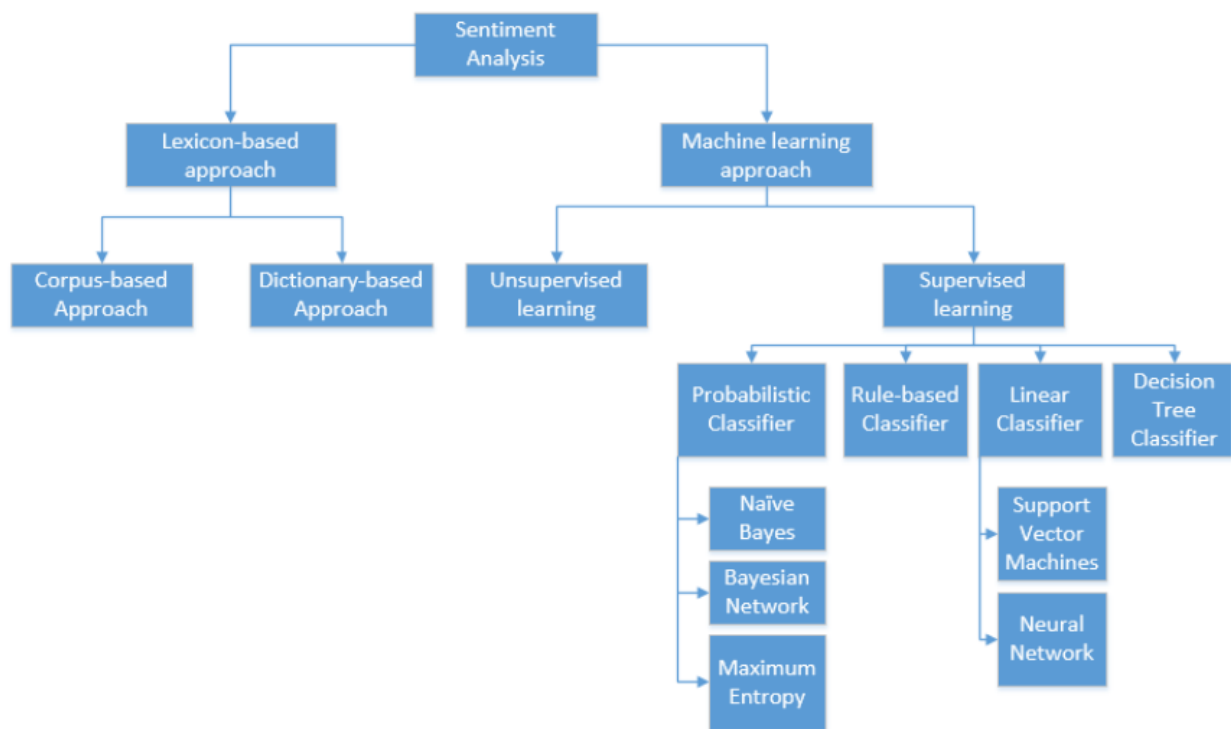 Sentiment
Analysis
Lexicon-based
approach
Machine learning
approach
Corpus-based
Approach
Dictionary-based
Approach
Unsupervised
learning
Supervised
learning
Probabilistic
Classifier
Rule-based
Classifier
Linear
Classifier
Decision
Tree
Classifier
Naïve
Bayes
Bayesian
Network
Maximum
Entropy
Support
Vector
Machines
Neural
Network